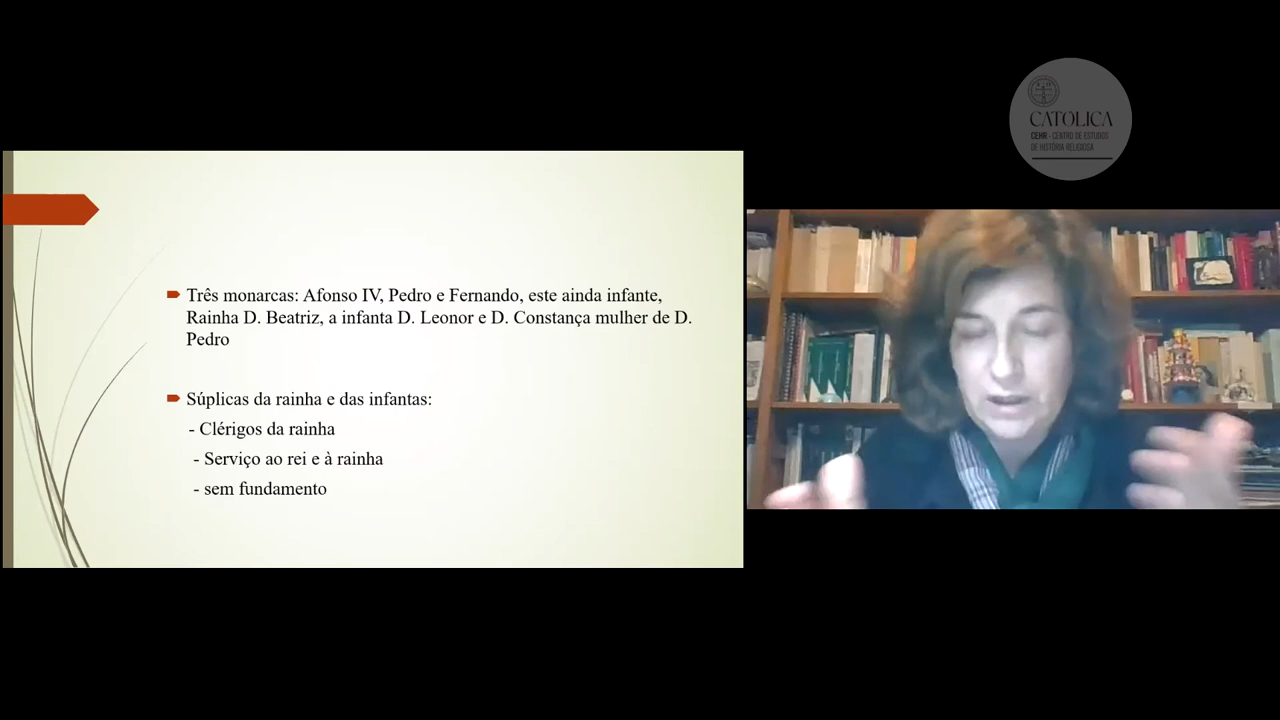 CATOLICA
CEHR - CENTRO DE ESTUDOS
DE HISTÓRIA RELIGIOSA
Três monarcas: Afonso IV, Pedro e Fernando, este ainda infante,
Rainha D. Beatriz, a infanta D. Leonor e D. Constança mulher de D.
Pedro
Súplicas da rainha e das infantas:
- Clérigos da rainha
- Serviço ao rei e à rainha
- sem fundamento